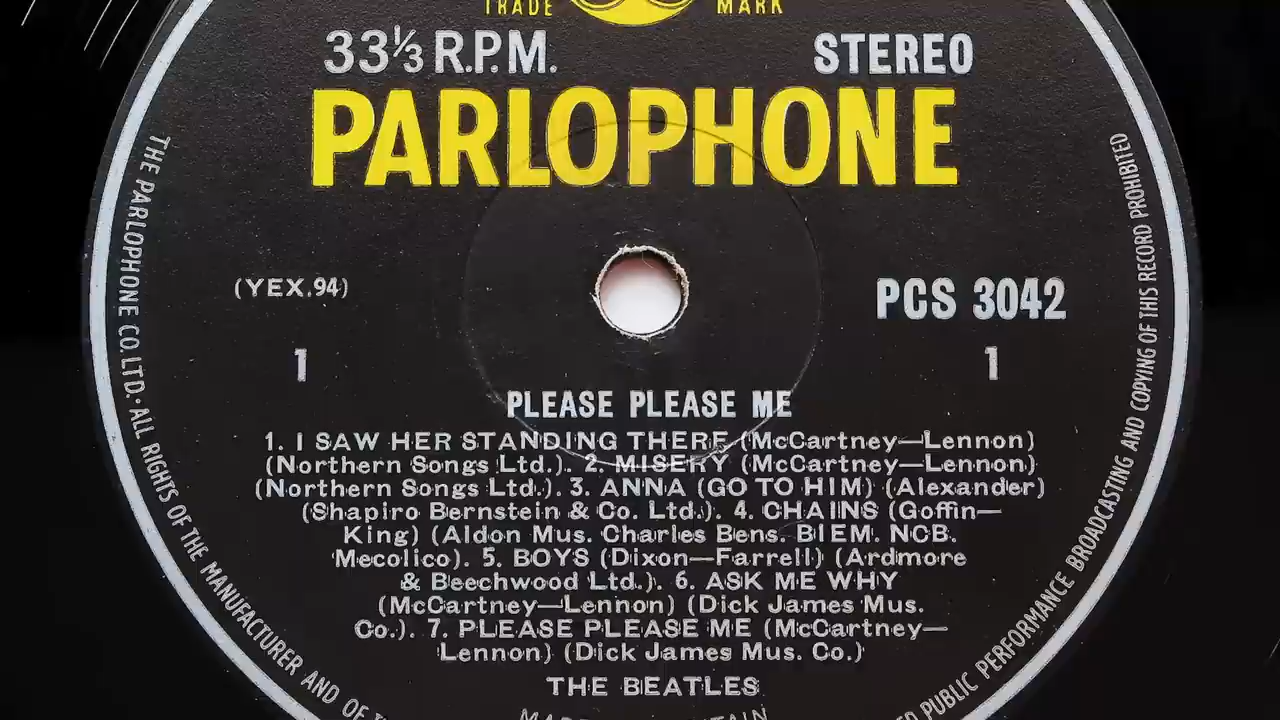 TRADE MARK
33⅓ R.P.M. STEREO
PARLOPHONE
(YEX.94) PCS 3042
1 1
PLEASE PLEASE ME
1. I SAW HER STANDING THERE (McCartney—Lennon)
(Northern Songs Ltd.). 2. MISERY (McCartney—Lennon)
(Northern Songs Ltd.). 3. ANNA (GO TO HIM) (Alexander)
(Shapiro Bernstein & Co. Ltd.). 4. CHAINS (Goffin—
King) (Aldon Mus. Charles Bens. BIEM. NCB.
Mecolico). 5. BOYS (Dixon—Farrell) (Ardmore
& Beechwood Ltd.). 6. ASK ME WHY
(McCartney—Lennon) (Dick James Mus.
Co.). 7. PLEASE PLEASE ME (McCartney—
Lennon) (Dick James Mus. Co.)
THE BEATLES
THE PARLOPHONE CO. LTD. · ALL RIGHTS OF THE MANUFACTURER AND OF
PUBLIC PERFORMANCE BROADCASTING AND COPYING OF THIS RECORD PROHIBITED